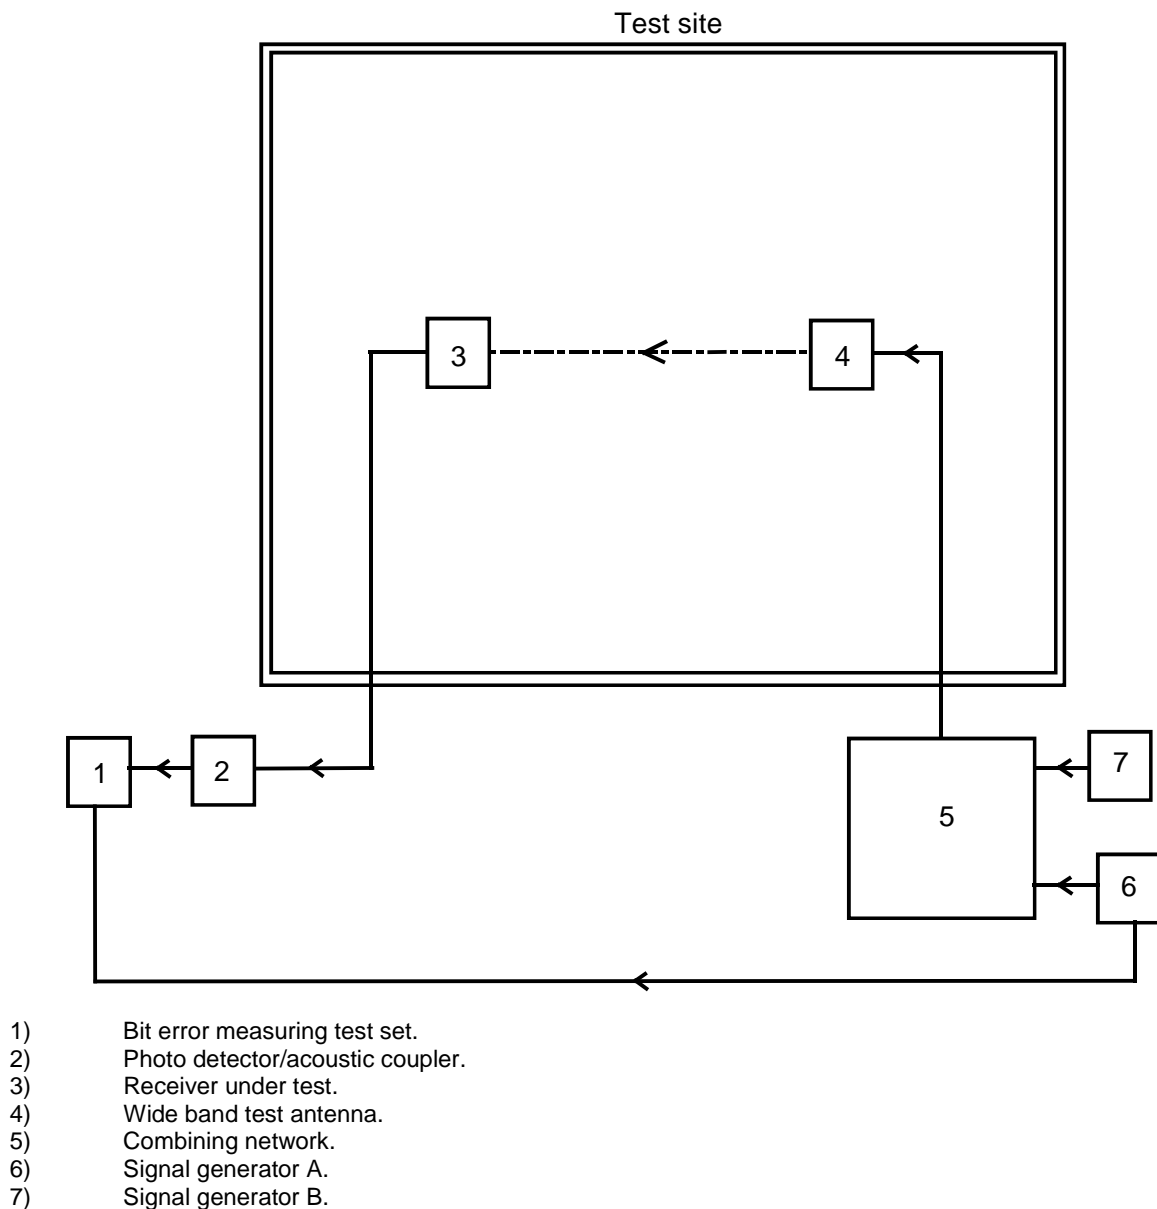 Test site
3
4
1
2
7
5
6
1) Bit error measuring test set.
2) Photo detector/acoustic coupler.
3) Receiver under test.
4) Wide band test antenna.
5) Combining network.
6) Signal generator A.
7) Signal generator B.